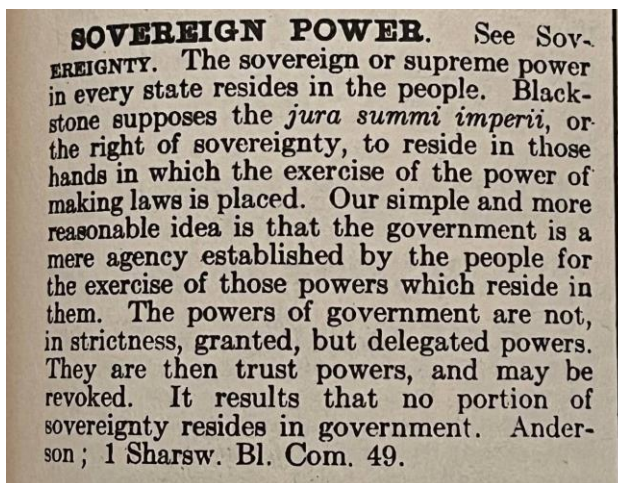 SOVEREIGN POWER. See Sov-
EREIGNTY. The sovereign or supreme power
in every state resides in the people. Black-
stone supposes the jura summi imperii, or
the right of sovereignty, to reside in those
hands in which the exercise of the power of
making laws is placed. Our simple and more
reasonable idea is that the government is a
mere agency established by the people for
the exercise of those powers which reside in
them. The powers of government are not,
in strictness, granted, but delegated powers.
They are then trust powers, and may be
revoked. It results that no portion of
sovereignty resides in government. Ander-
son; 1 Sharsw. Bl. Com. 49.